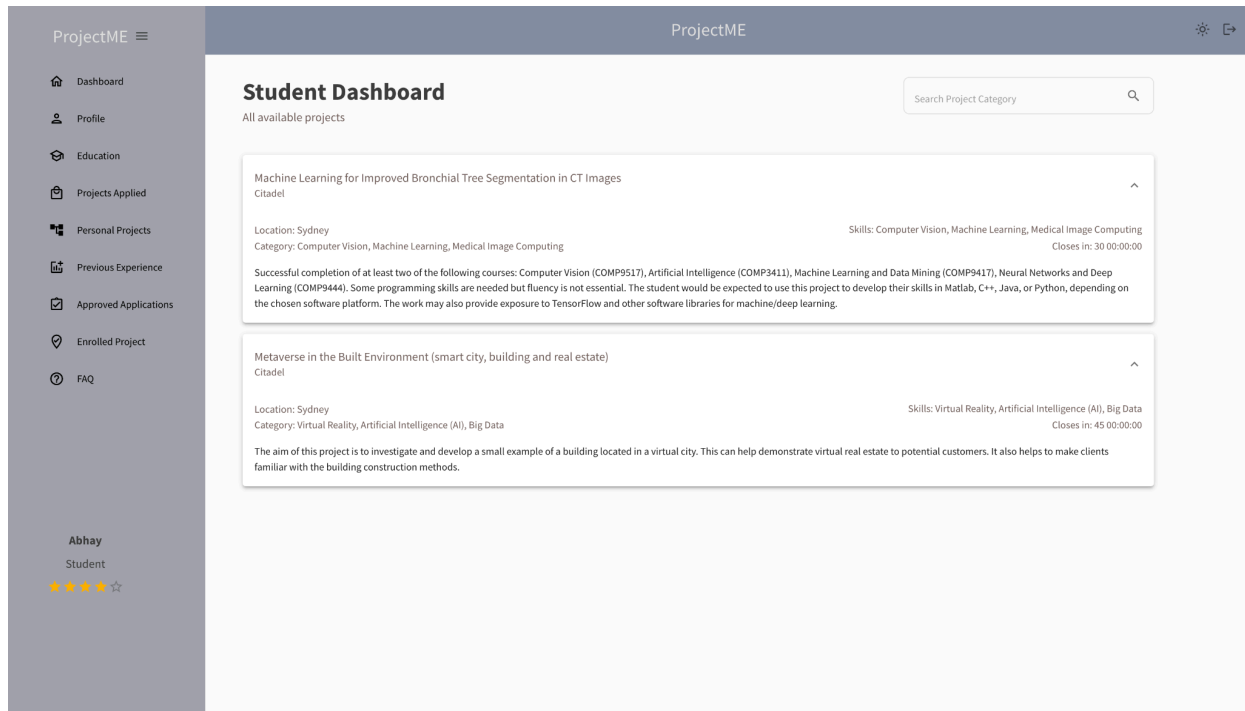 ProjectME
ProjectME
Dashboard
Profile
Education
Projects Applied
Personal Projects
Previous Experience
Approved Applications
Enrolled Project
FAQ
Abhay
Student
Student Dashboard
All available projects
Search Project Category
Machine Learning for Improved Bronchial Tree Segmentation in CT Images
Citadel
Location: Sydney
Skills: Computer Vision, Machine Learning, Medical Image Computing
Category: Computer Vision, Machine Learning, Medical Image Computing
Closes in: 30 00:00:00
Successful completion of at least two of the following courses: Computer Vision (COMP9517), Artificial Intelligence (COMP3411), Machine Learning and Data Mining (COMP9417), Neural Networks and Deep
Learning (COMP9444). Some programming skills are needed but fluency is not essential. The student would be expected to use this project to develop their skills in Matlab, C++, Java, or Python, depending on
the chosen software platform. The work may also provide exposure to TensorFlow and other software libraries for machine/deep learning.
Metaverse in the Built Environment (smart city, building and real estate)
Citadel
Location: Sydney
Skills: Virtual Reality, Artificial Intelligence (AI), Big Data
Category: Virtual Reality, Artificial Intelligence (AI), Big Data
Closes in: 45 00:00:00
The aim of this project is to investigate and develop a small example of a building located in a virtual city. This can help demonstrate virtual real estate to potential customers. It also helps to make clients
familiar with the building construction methods.